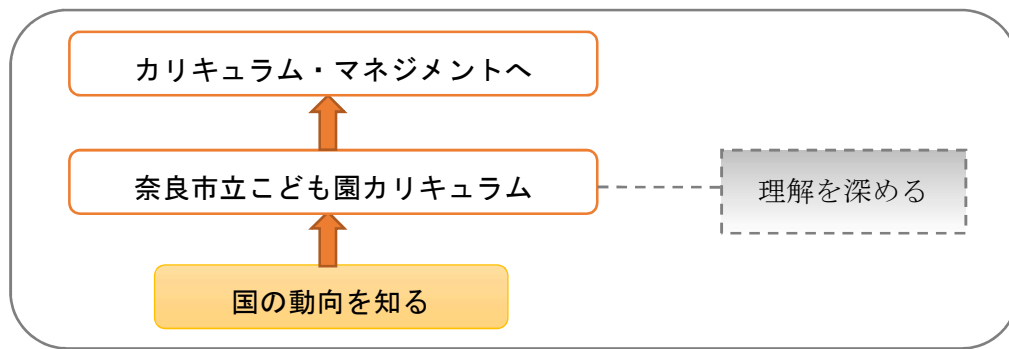 カリキュラム・マネジメントへ
奈良市立こども園カリキュラム
理解を深める
国の動向を知る